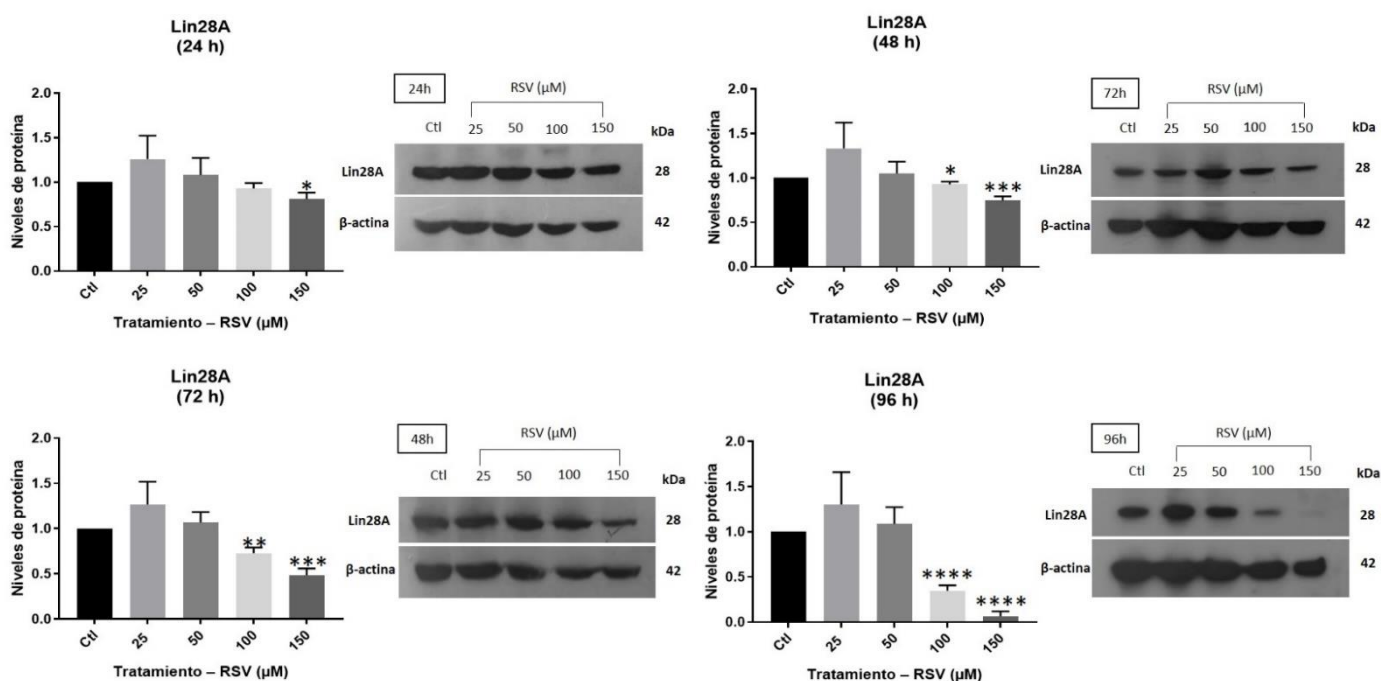 Lin28A
(24 h)
Niveles de proteína
2.0
1.5
1.0
0.5
0.0
*
Ctl
25
50
100
150
Tratamiento – RSV (µM)
24h
RSV (µM)
Ctl 25 50 100 150 kDa
Lin28A 28
β-actina 42
Lin28A
(48 h)
Niveles de proteína
2.0
1.5
1.0
0.5
0.0
*
***
Ctl
25
50
100
150
Tratamiento – RSV (µM)
72h
RSV (µM)
Ctl 25 50 100 150 kDa
Lin28A 28
β-actina 42
Lin28A
(72 h)
Niveles de proteína
2.0
1.5
1.0
0.5
0.0
**
***
Ctl
25
50
100
150
Tratamiento – RSV (µM)
48h
RSV (µM)
Ctl 25 50 100 150 kDa
Lin28A 28
β-actina 42
Lin28A
(96 h)
Niveles de proteína
2.0
1.5
1.0
0.5
0.0
****
****
Ctl
25
50
100
150
Tratamiento – RSV (µM)
96h
RSV (µM)
Ctl 25 50 100 150 kDa
Lin28A 28
β-actina 42